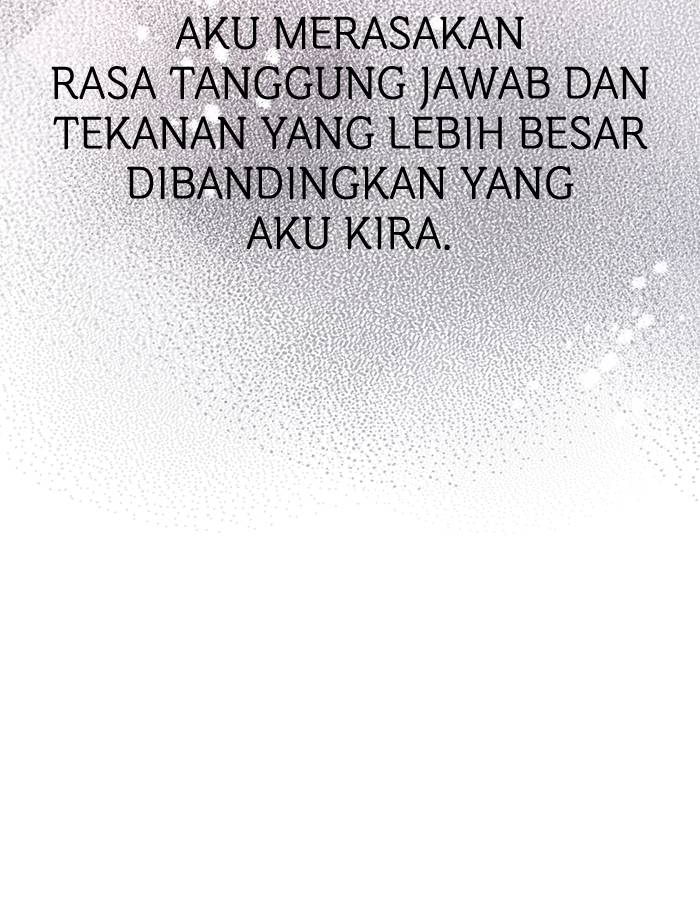 AKU MERASAKAN
RASA TANGGUNG JAWAB DAN
TEKANAN YANG LEBIH BESAR
DIBANDINGKAN YANG
AKU KIRA.